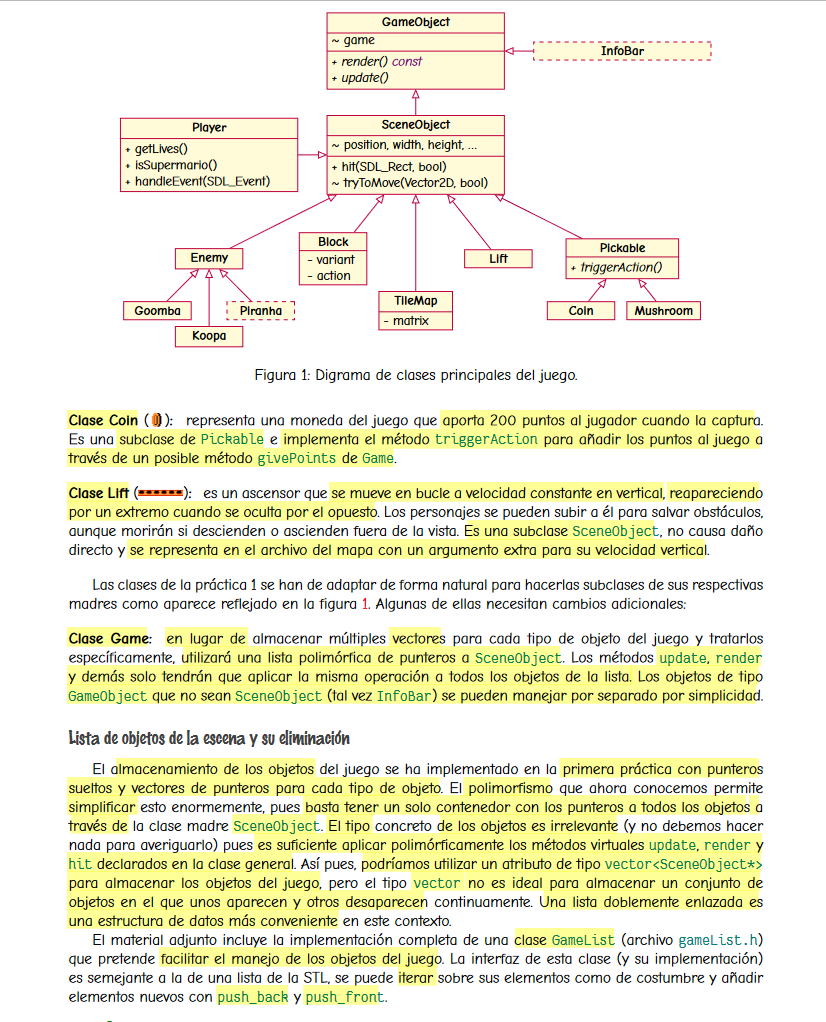 GameObject
~ game
+ render() const
+ update()
InfoBar
Player
+ getLives()
+ isSupermario()
+ handleEvent(SDL_Event)
SceneObject
~ position, width, height, ...
+ hit(SDL_Rect, bool)
~ tryToMove(Vector2D, bool)
Enemy
Block
- variant
- action
Lift
Pickable
+ triggerAction()
Goomba
Piranha
Koopa
TileMap
- matrix
Coin
Mushroom
Figura 1: Digrama de clases principales del juego.
Clase Coin ( ): representa una moneda del juego que aporta 200 puntos al jugador cuando la captura.
Es una subclase de Pickable e implementa el método triggerAction para añadir los puntos al juego a
través de un posible método givePoints de Game.
Clase Lift ( ): es un ascensor que se mueve en bucle a velocidad constante en vertical, reapareciendo
por un extremo cuando se oculta por el opuesto. Los personajes se pueden subir a él para salvar obstáculos,
aunque morirán si descienden o ascienden fuera de la vista. Es una subclase SceneObject, no causa daño
directo y se representa en el archivo del mapa con un argumento extra para su velocidad vertical.
Las clases de la práctica 1 se han de adaptar de forma natural para hacerlas subclases de sus respectivas
madres como aparece reflejado en la figura 1. Algunas de ellas necesitan cambios adicionales:
Clase Game: en lugar de almacenar múltiples vectores para cada tipo de objeto del juego y tratarlos
específicamente, utilizará una lista polimórfica de punteros a SceneObject. Los métodos update, render
y demás solo tendrán que aplicar la misma operación a todos los objetos de la lista. Los objetos de tipo
GameObject que no sean SceneObject (tal vez InfoBar) se pueden manejar por separado por simplicidad.
Lista de objetos de la escena y su eliminación
El almacenamiento de los objetos del juego se ha implementado en la primera práctica con punteros
sueltos y vectores de punteros para cada tipo de objeto. El polimorfismo que ahora conocemos permite
simplificar esto enormemente, pues basta tener un solo contenedor con los punteros a todos los objetos a
través de la clase madre SceneObject. El tipo concreto de los objetos es irrelevante (y no debemos hacer
nada para averiguarlo) pues es suficiente aplicar polimórficamente los métodos virtuales update, render y
hit declarados en la clase general. Así pues, podríamos utilizar un atributo de tipo vector<SceneObject*>
para almacenar los objetos del juego, pero el tipo vector no es ideal para almacenar un conjunto de
objetos en el que unos aparecen y otros desaparecen continuamente. Una lista doblemente enlazada es
una estructura de datos más conveniente en este contexto.
El material adjunto incluye la implementación completa de una clase GameList (archivo gameList.h)
que pretende facilitar el manejo de los objetos del juego. La interfaz de esta clase (y su implementación)
es semejante a la de una lista de la STL, se puede iterar sobre sus elementos como de costumbre y añadir
elementos nuevos con push_back y push_front.